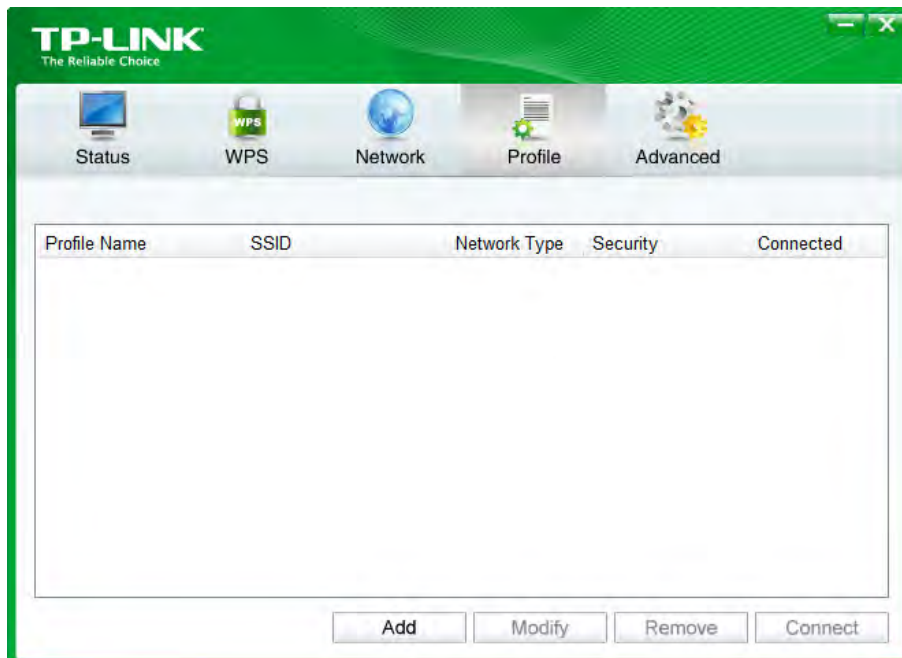 TP-LINK
The Reliable Choice
WPS
Status WPS Network Profile Advanced
Profile Name SSID Network Type Security Connected
Add Modify Remove Connect